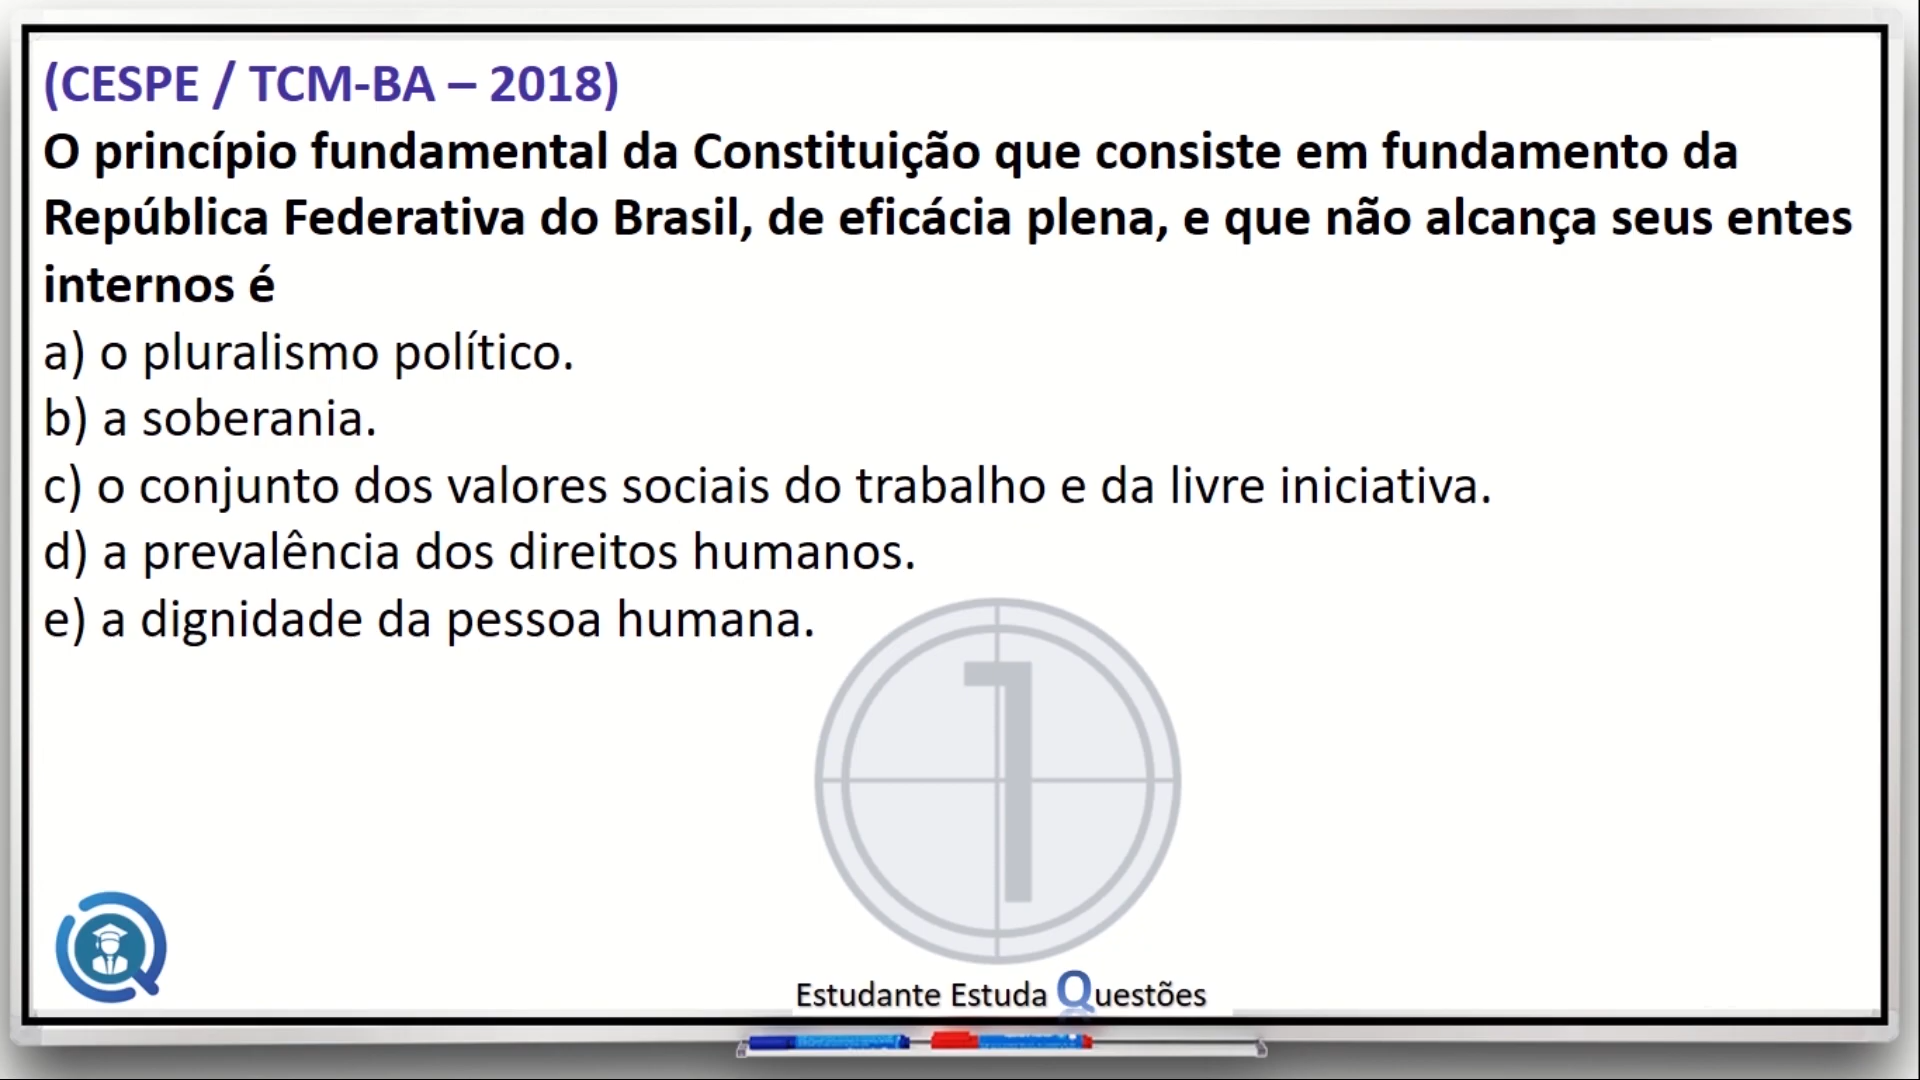 (CESPE / TCM-BA – 2018)
O princípio fundamental da Constituição que consiste em fundamento da
República Federativa do Brasil, de eficácia plena, e que não alcança seus entes
internos é
a) o pluralismo político.
b) a soberania.
c) o conjunto dos valores sociais do trabalho e da livre iniciativa.
d) a prevalência dos direitos humanos.
e) a dignidade da pessoa humana.
1
Estudante Estuda Questões